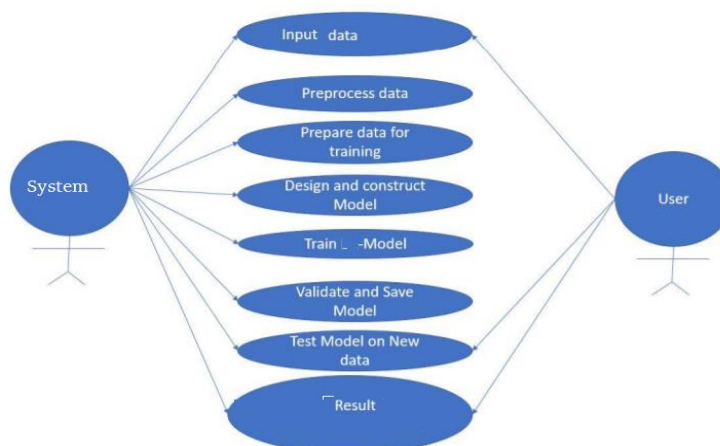 Input data
Preprocess data
Prepare data for
training
System
Design and construct
Model
User
Train -Model
Validate and Save
Model
Test Model on New
data
Result